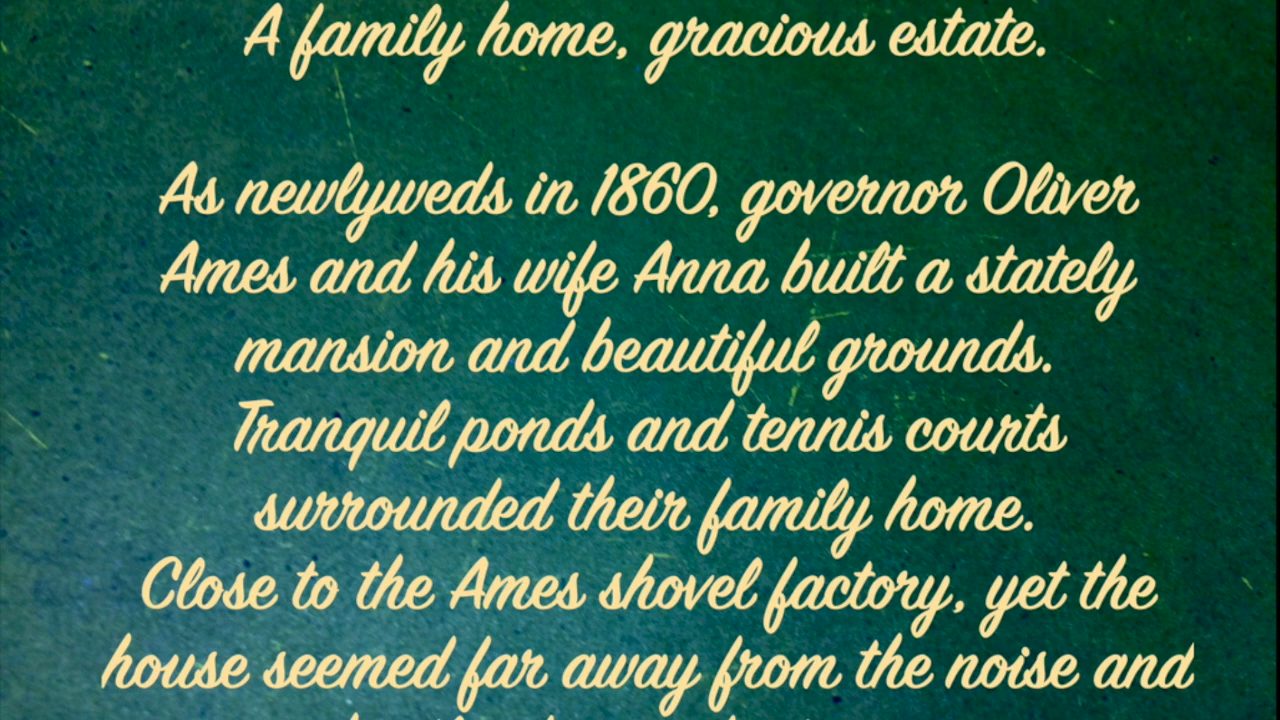 A family home, gracious estate.
As newlyweds in 1860, governor Oliver
Ames and his wife Anna built a stately
mansion and beautiful grounds.
Tranquil ponds and tennis courts
surrounded their family home.
Close to the Ames shovel factory, yet the
house seemed far away from the noise and